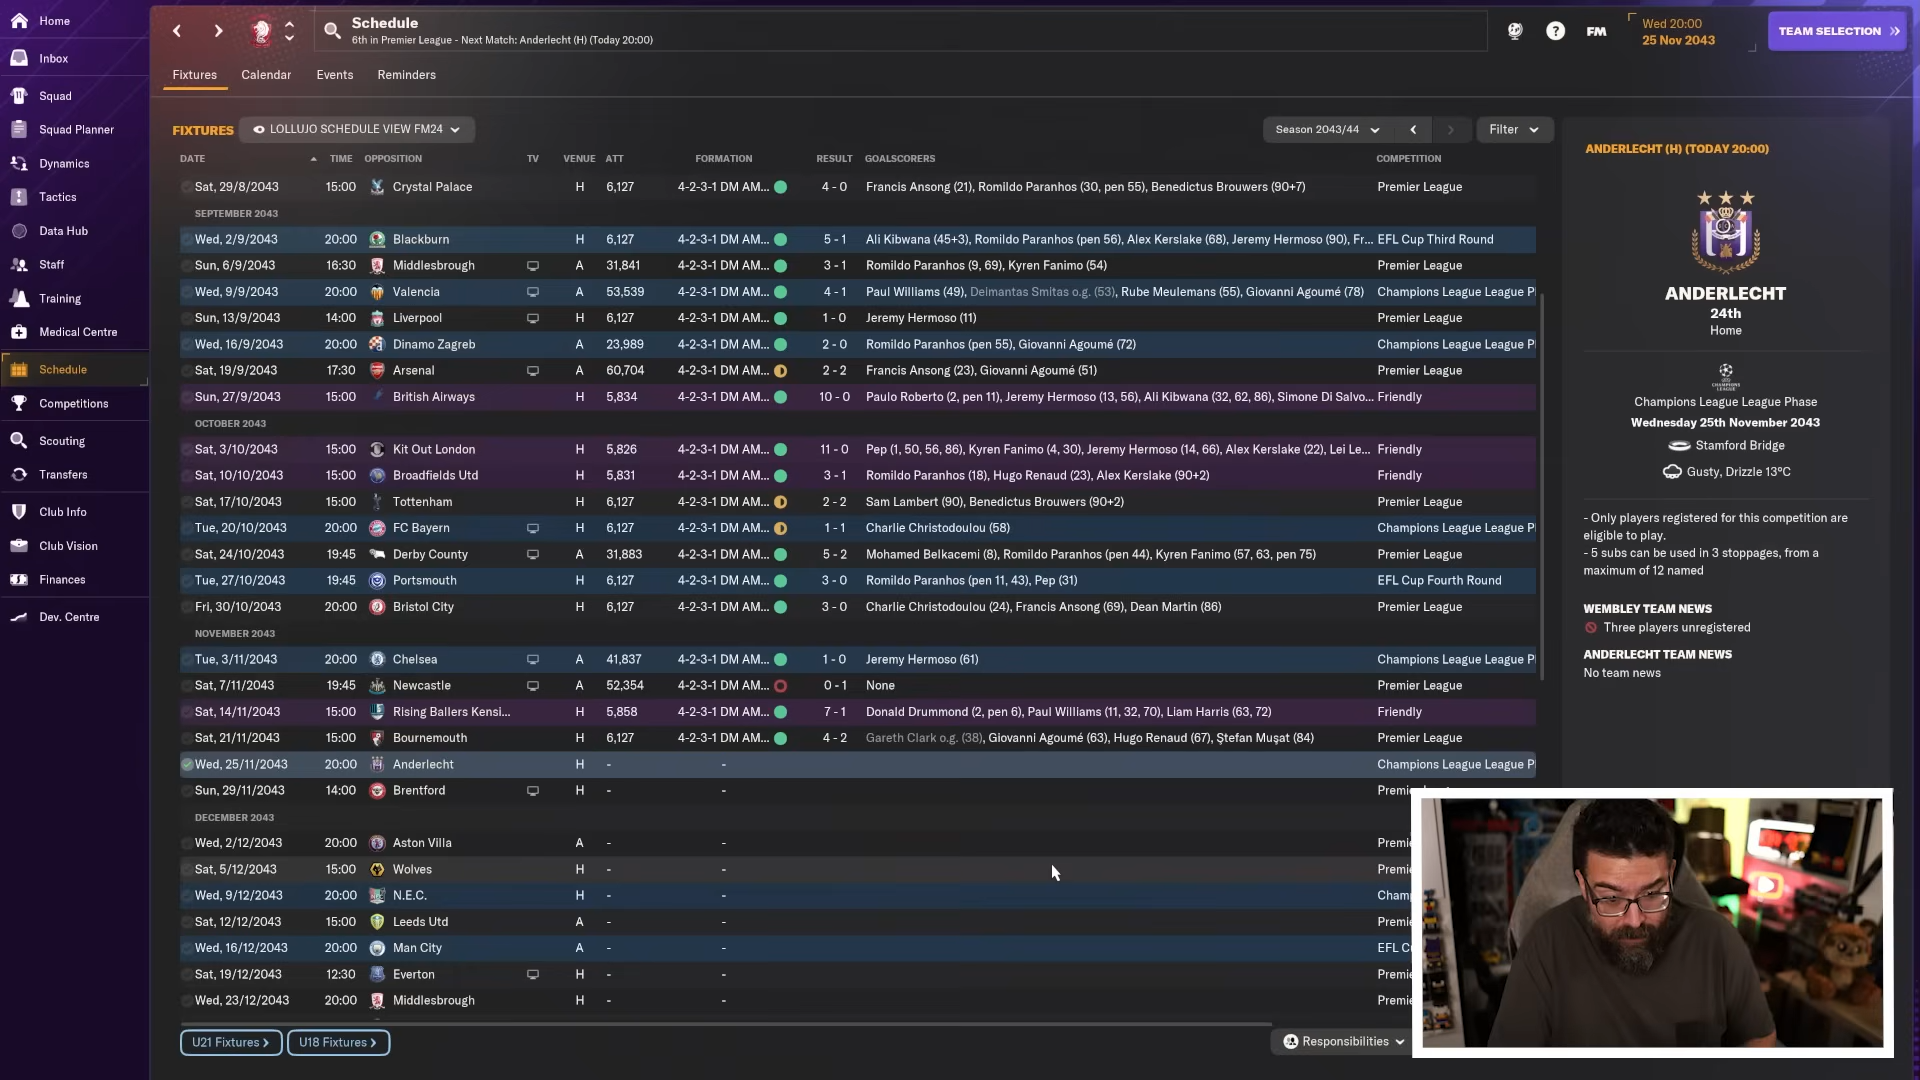 Home
Inbox
Squad
Squad Planner
Dynamics
Tactics
Data Hub
Staff
Training
Medical Centre
Schedule
Competitions
Scouting
Transfers
Club Info
Club Vision
Finances
Dev. Centre
Schedule
6th in Premier League - Next Match: Anderlecht (H) (Today 20:00)
? FM
Wed 20:00
25 Nov 2043
TEAM SELECTION
Fixtures Calendar Events Reminders
FIXTURES LOLLUJO SCHEDULE VIEW FM24 Season 2043/44 Filter
DATE TIME OPPOSITION TV VENUE ATT FORMATION RESULT GOALSCORERS COMPETITION
Sat, 29/8/2043 15:00 Crystal Palace H 6,127 4-2-3-1 DM AM... 4 - 0 Francis Ansong (21), Romildo Paranhos (30, pen 55), Benedictus Brouwers (90+7) Premier League
SEPTEMBER 2043
Wed, 2/9/2043 20:00 Blackburn H 6,127 4-2-3-1 DM AM... 5 - 1 Ali Kibwana (45+3), Romildo Paranhos (pen 56), Alex Kerslake (68), Jeremy Hermoso (90), Fr... EFL Cup Third Round
Sun, 6/9/2043 16:30 Middlesbrough A 31,841 4-2-3-1 DM AM... 3 - 1 Romildo Paranhos (9, 69), Kyren Fanimo (54) Premier League
Wed, 9/9/2043 20:00 Valencia A 53,539 4-2-3-1 DM AM... 4 - 1 Paul Williams (49), Deimantas Smitas o.g. (53), Rube Meulemans (55), Giovanni Agoumé (78) Champions League League P
Sun, 13/9/2043 14:00 Liverpool H 6,127 4-2-3-1 DM AM... 1 - 0 Jeremy Hermoso (11) Premier League
Wed, 16/9/2043 20:00 Dinamo Zagreb A 23,989 4-2-3-1 DM AM... 2 - 0 Romildo Paranhos (pen 55), Giovanni Agoumé (72) Champions League League P
Sat, 19/9/2043 17:30 Arsenal A 60,704 4-2-3-1 DM AM... 2 - 2 Francis Ansong (23), Giovanni Agoumé (51) Premier League
Sun, 27/9/2043 15:00 British Airways H 5,834 4-2-3-1 DM AM... 10 - 0 Paulo Roberto (2, pen 11), Jeremy Hermoso (13, 56), Ali Kibwana (32, 62, 86), Simone Di Salvo... Friendly
OCTOBER 2043
Sat, 3/10/2043 15:00 Kit Out London H 5,826 4-2-3-1 DM AM... 11 - 0 Pep (1, 50, 56, 86), Kyren Fanimo (4, 30), Jeremy Hermoso (14, 66), Alex Kerslake (22), Lei Le... Friendly
Sat, 10/10/2043 15:00 Broadfields Utd H 5,831 4-2-3-1 DM AM... 3 - 1 Romildo Paranhos (18), Hugo Renaud (23), Alex Kerslake (90+2) Friendly
Sat, 17/10/2043 15:00 Tottenham H 6,127 4-2-3-1 DM AM... 2 - 2 Sam Lambert (90), Benedictus Brouwers (90+2) Premier League
Tue, 20/10/2043 20:00 FC Bayern H 6,127 4-2-3-1 DM AM... 1 - 1 Charlie Christodoulou (58) Champions League League P
Sat, 24/10/2043 19:45 Derby County A 31,883 4-2-3-1 DM AM... 5 - 2 Mohamed Belkacemi (8), Romildo Paranhos (pen 44), Kyren Fanimo (57, 63, pen 75) Premier League
Tue, 27/10/2043 19:45 Portsmouth H 6,127 4-2-3-1 DM AM... 3 - 0 Romildo Paranhos (pen 11, 43), Pep (31) EFL Cup Fourth Round
Fri, 30/10/2043 20:00 Bristol City H 6,127 4-2-3-1 DM AM... 3 - 0 Charlie Christodoulou (24), Francis Ansong (69), Dean Martin (86) Premier League
NOVEMBER 2043
Tue, 3/11/2043 20:00 Chelsea A 41,837 4-2-3-1 DM AM... 1 - 0 Jeremy Hermoso (61) Champions League League P
Sat, 7/11/2043 19:45 Newcastle A 52,354 4-2-3-1 DM AM... 0 - 1 None Premier League
Sat, 14/11/2043 15:00 Rising Ballers Kensi... H 5,858 4-2-3-1 DM AM... 7 - 1 Donald Drummond (2, pen 6), Paul Williams (11, 32, 70), Liam Harris (63, 72) Friendly
Sat, 21/11/2043 15:00 Bournemouth H 6,127 4-2-3-1 DM AM... 4 - 2 Gareth Clark o.g. (38), Giovanni Agoumé (63), Hugo Renaud (67), Ştefan Muşat (84) Premier League
Wed, 25/11/2043 20:00 Anderlecht H - - Champions League League P
Sun, 29/11/2043 14:00 Brentford H - - Premie
DECEMBER 2043
Wed, 2/12/2043 20:00 Aston Villa A - - Premie
Sat, 5/12/2043 15:00 Wolves H - - Premie
Wed, 9/12/2043 20:00 N.E.C. H - - Champ
Sat, 12/12/2043 15:00 Leeds Utd A - - Premie
Wed, 16/12/2043 20:00 Man City A - - EFL C
Sat, 19/12/2043 12:30 Everton H - - Premie
Wed, 23/12/2043 20:00 Middlesbrough H - - Premie
U21 Fixtures U18 Fixtures Responsibilities
ANDERLECHT (H) (TODAY 20:00)
ANDERLECHT
24th
Home
CHAMPIONS LEAGUE
Champions League League Phase
Wednesday 25th November 2043
Stamford Bridge
Gusty, Drizzle 13°C
- Only players registered for this competition are
eligible to play.
- 5 subs can be used in 3 stoppages, from a
maximum of 12 named
WEMBLEY TEAM NEWS
Three players unregistered
ANDERLECHT TEAM NEWS
No team news